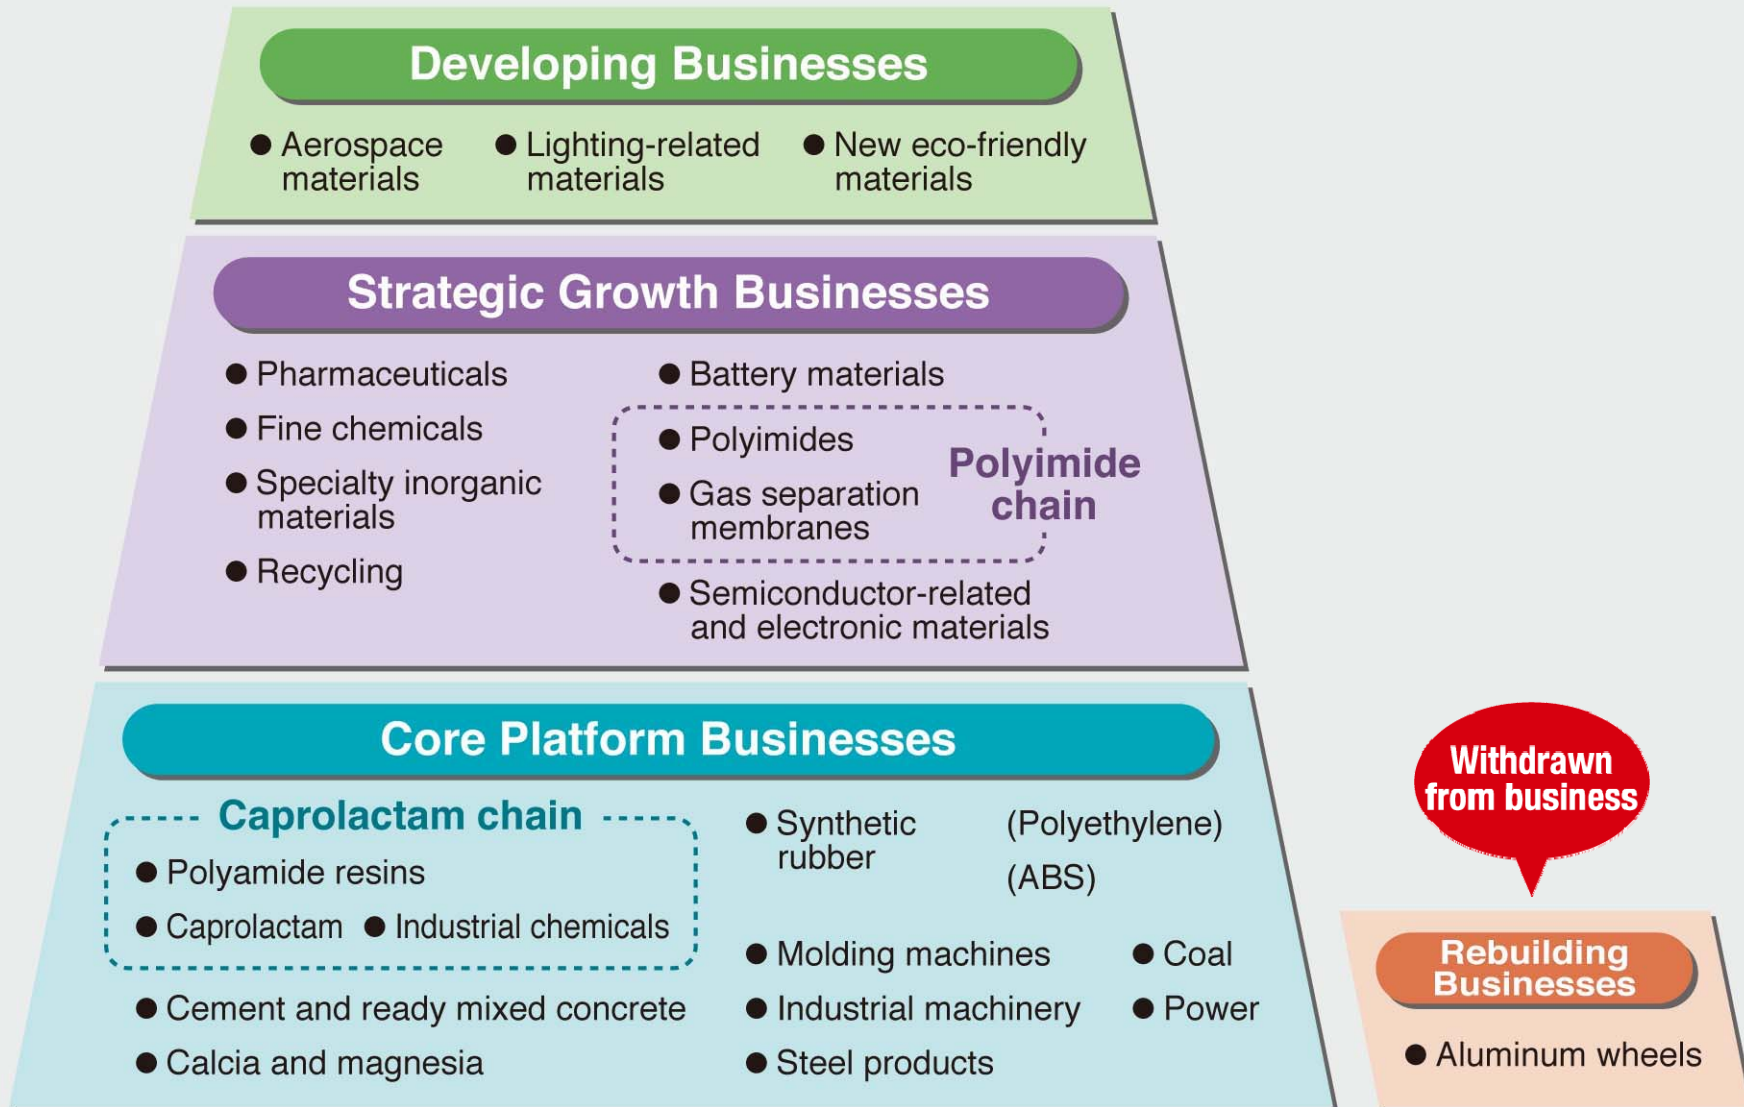 Developing Businesses
● Aerospace materials
● Lighting-related materials
● New eco-friendly materials
Strategic Growth Businesses
● Pharmaceuticals
● Fine chemicals
● Specialty inorganic
materials
● Recycling
● Battery materials
● Polyimides
● Gas separation
membranes
Polyimide
chain
● Semiconductor-related
and electronic materials
Core Platform Businesses
Caprolactam chain
● Polyamide resins
● Caprolactam ● Industrial chemicals
● Cement and ready mixed concrete
● Calcia and magnesia
● Synthetic
rubber
(Polyethylene)
(ABS)
● Molding machines
● Industrial machinery
● Steel products
● Coal
● Power
Withdrawn
from business
Rebuilding
Businesses
● Aluminum wheels